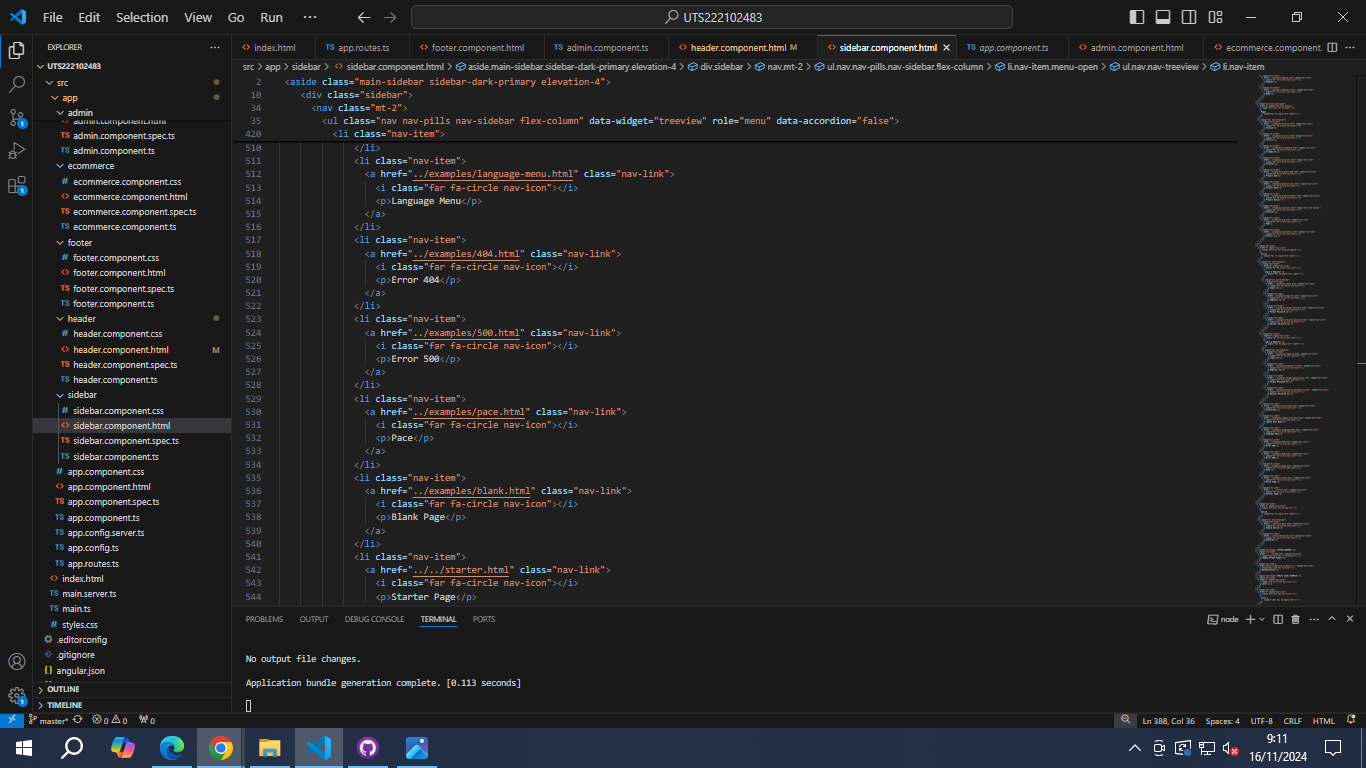 File Edit Selection View Go Run ··· UTS222102483
EXPLORER ···
index.html app.routes.ts footer.component.html admin.component.ts header.component.html M sidebar.component.html app.component.ts admin.component.html ecommerce.component. ···
src > app > sidebar > sidebar.component.html > aside.main-sidebar.sidebar-dark-primary.elevation-4 > div.sidebar > nav.mt-2 > ul.nav.nav-pills.nav-sidebar.flex-column > li.nav-item.menu-open > ul.nav.nav-treeview > li.nav-item
UTS222102483
src
app
admin
admin.component.html
admin.component.spec.ts
admin.component.ts
ecommerce
ecommerce.component.css
ecommerce.component.html
ecommerce.component.spec.ts
ecommerce.component.ts
footer
footer.component.css
footer.component.html
footer.component.spec.ts
footer.component.ts
header
header.component.css
header.component.html M
header.component.spec.ts
header.component.ts
sidebar
sidebar.component.css
sidebar.component.html
sidebar.component.spec.ts
sidebar.component.ts
app.component.css
app.component.html
app.component.spec.ts
app.component.ts
app.config.server.ts
app.config.ts
app.routes.ts
index.html
main.server.ts
main.ts
styles.css
.editorconfig
.gitignore
angular.json
OUTLINE
TIMELINE
2 <aside class="main-sidebar sidebar-dark-primary elevation-4">
10 <div class="sidebar">
34 <nav class="mt-2">
35 <ul class="nav nav-pills nav-sidebar flex-column" data-widget="treeview" role="menu" data-accordion="false">
420 <li class="nav-item">
510 </li>
511 <li class="nav-item">
512 <a href="../examples/language-menu.html" class="nav-link">
513 <i class="far fa-circle nav-icon"></i>
514 <p>Language Menu</p>
515 </a>
516 </li>
517 <li class="nav-item">
518 <a href="../examples/404.html" class="nav-link">
519 <i class="far fa-circle nav-icon"></i>
520 <p>Error 404</p>
521 </a>
522 </li>
523 <li class="nav-item">
524 <a href="../examples/500.html" class="nav-link">
525 <i class="far fa-circle nav-icon"></i>
526 <p>Error 500</p>
527 </a>
528 </li>
529 <li class="nav-item">
530 <a href="../examples/pace.html" class="nav-link">
531 <i class="far fa-circle nav-icon"></i>
532 <p>Pace</p>
533 </a>
534 </li>
535 <li class="nav-item">
536 <a href="../examples/blank.html" class="nav-link">
537 <i class="far fa-circle nav-icon"></i>
538 <p>Blank Page</p>
539 </a>
540 </li>
541 <li class="nav-item">
542 <a href="../../starter.html" class="nav-link">
543 <i class="far fa-circle nav-icon"></i>
544 <p>Starter Page</p>
PROBLEMS OUTPUT DEBUG CONSOLE TERMINAL PORTS node ···
No output file changes.
Application bundle generation complete. [0.113 seconds]
master* 0 0 0 Ln 388, Col 36 Spaces: 4 UTF-8 CRLF HTML
9:11
16/11/2024